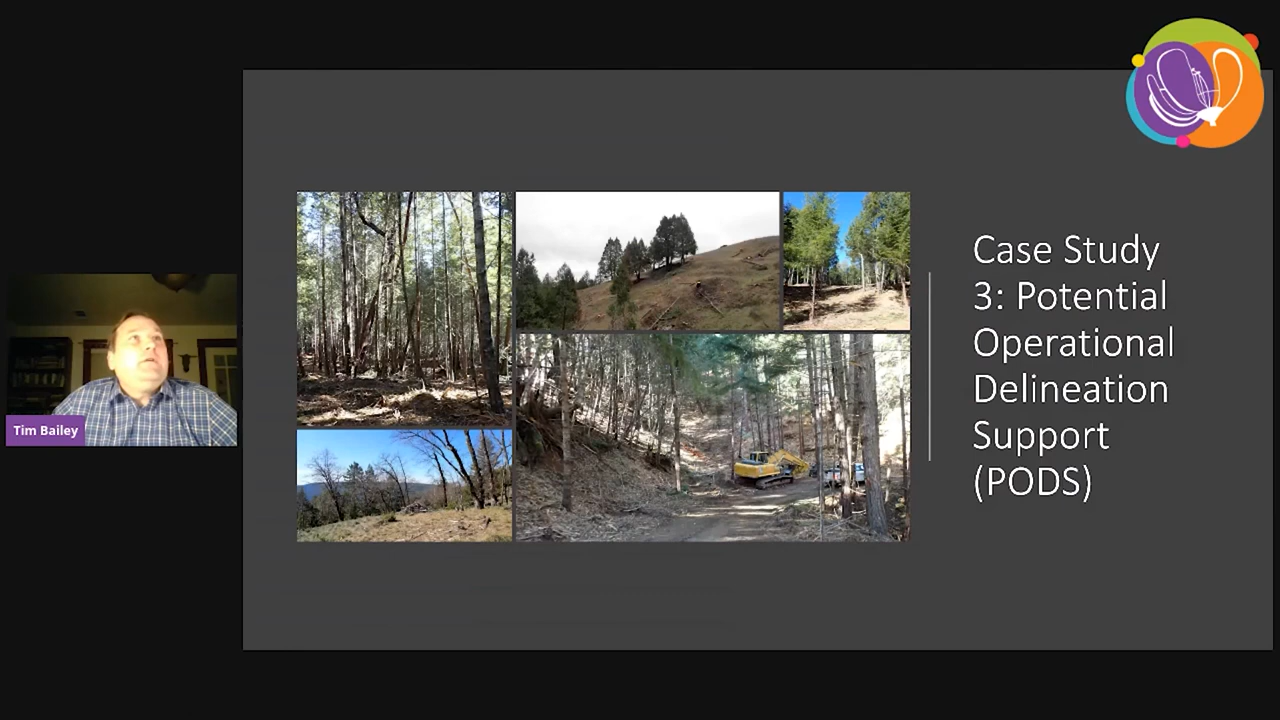 Case Study
3: Potential
Operational
Delineation
Support
(PODS)
Tim Bailey